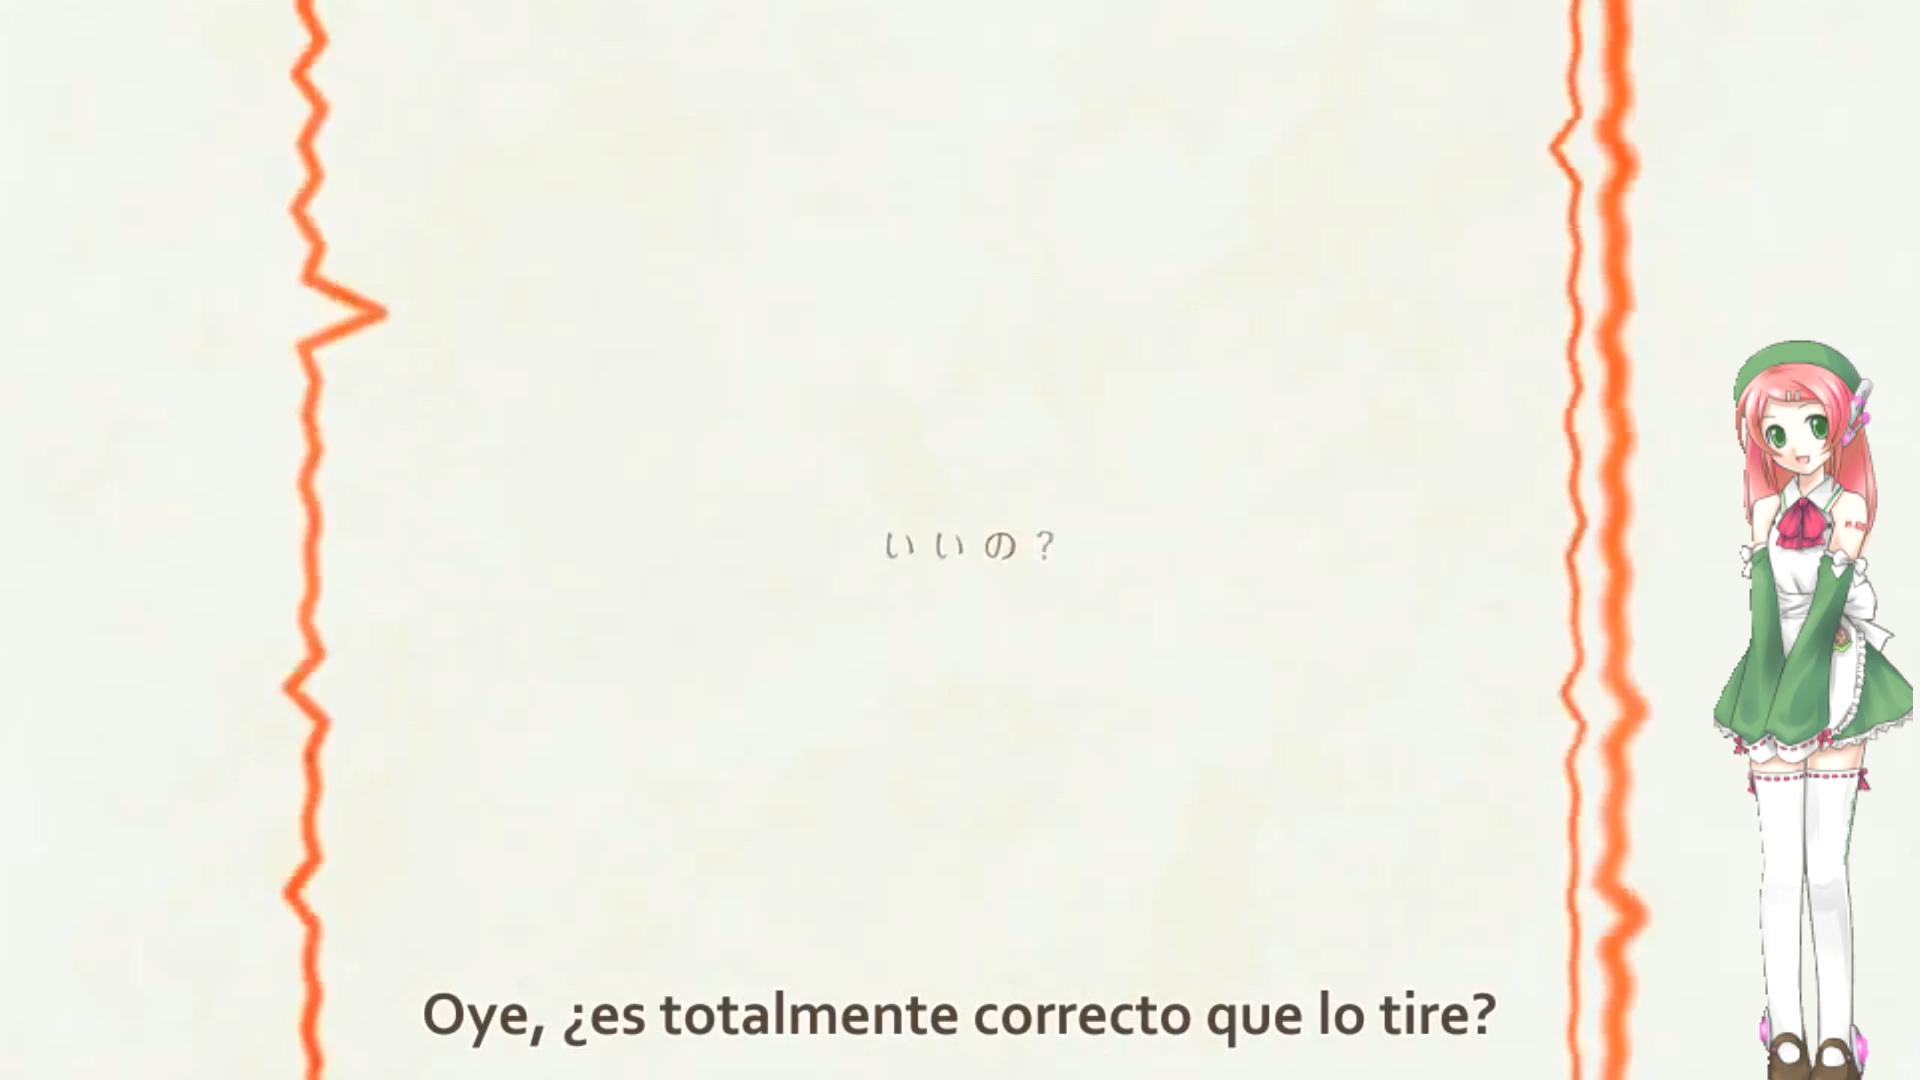 いいの？
Oye, ¿es totalmente correcto que lo tire?